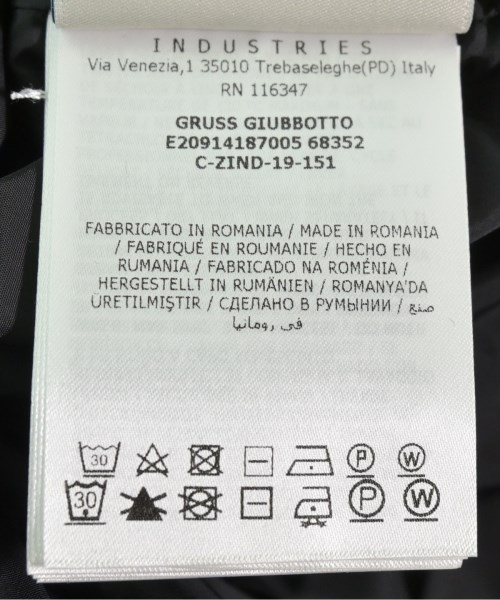 INDUSTRIES
Via Venezia,1 35010 Trebaseleghe(PD) Italy
RN 116347
GRUSS GIUBBOTTO
E20914187005 68352
C-ZIND-19-151
FABBRICATO IN ROMANIA / MADE IN ROMANIA
/ FABRIQUÉ EN ROUMANIE / HECHO EN
RUMANIA / FABRICADO NA ROMÉNIA /
HERGESTELLT IN RUMÄNIEN / ROMANYA'DA
ÜRETILMIŞTIR / СДЕЛАНО В РУМЫНИИ / صنع
في رومانيا
30 P W
30 P W